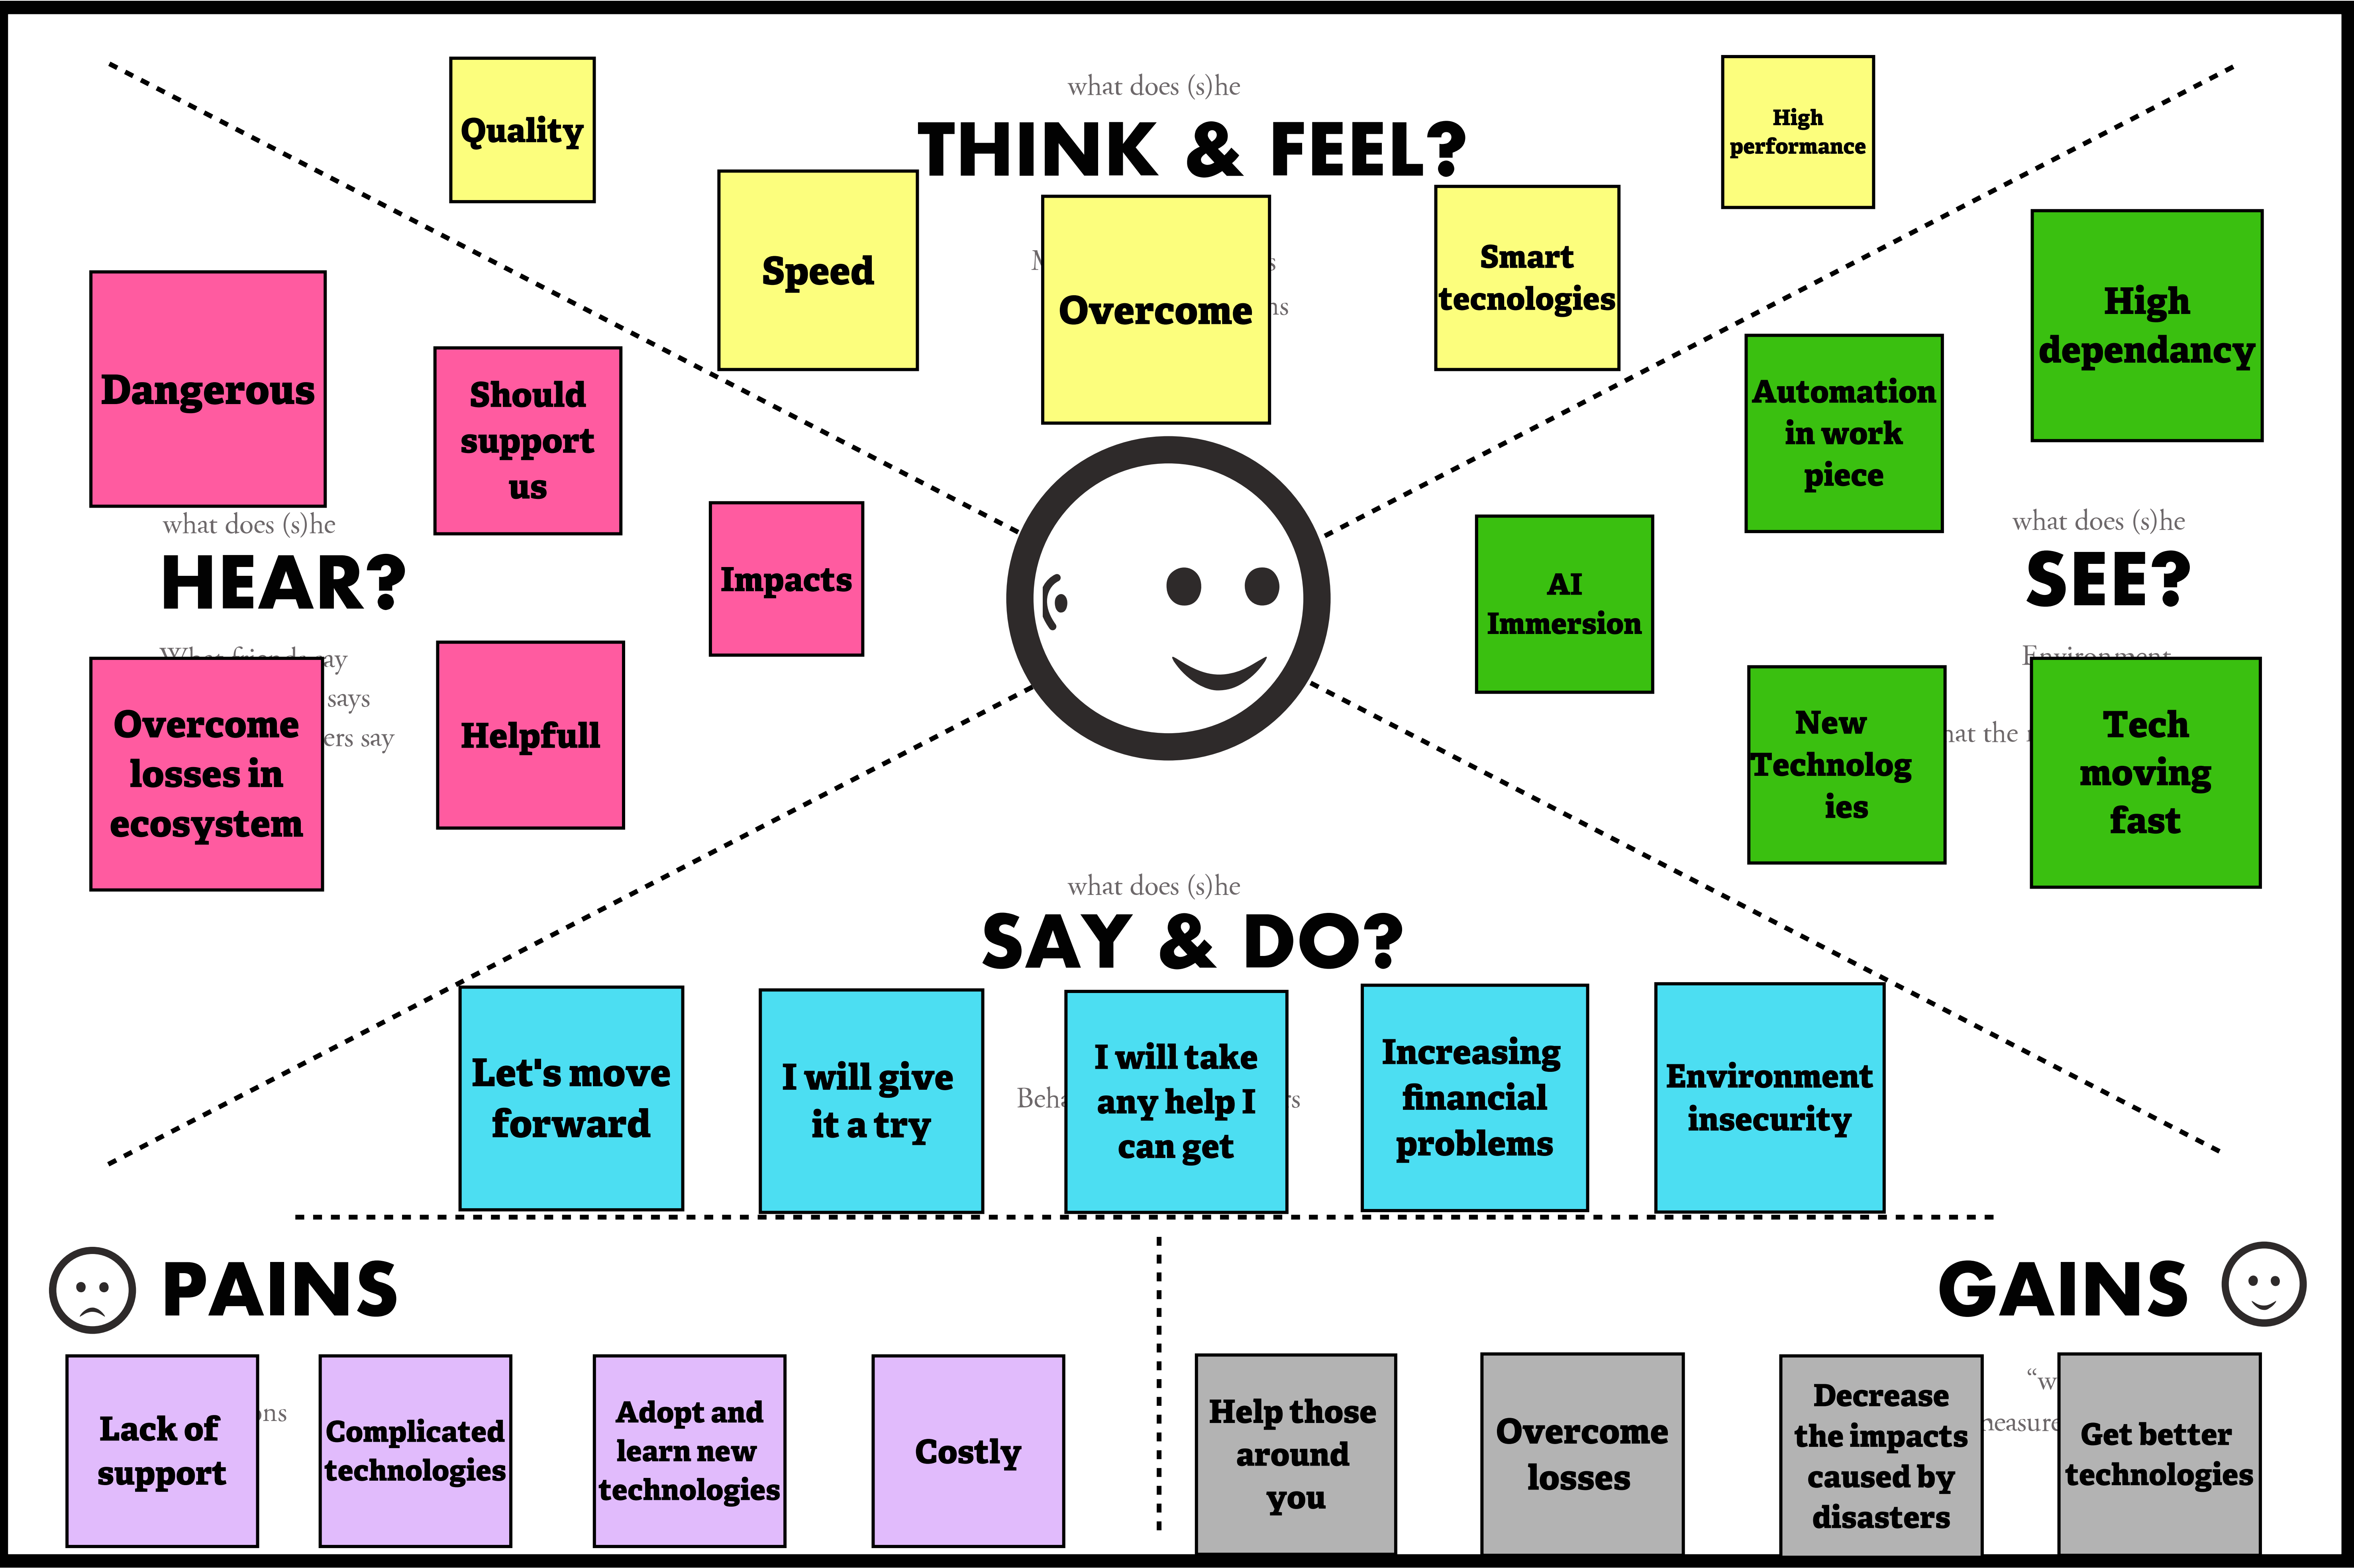 what does (s)he
THINK & FEEL?
Quality
Speed
Overcome
Smart
tecnologies
High
performance
Dangerous
Should
support
us
Impacts
what does (s)he
HEAR?
say
says
say
Overcome
losses in
ecosystem
Helpfull
High
dependancy
Automation
in work
piece
AI
Immersion
what does (s)he
SEE?
Environment
the
New
Technolog
ies
Tech
moving
fast
what does (s)he
SAY & DO?
Let's move
forward
I will give
it a try
I will take
any help I
can get
Increasing
financial
problems
Environment
insecurity
PAINS
Lack of
support
Complicated
technologies
Adopt and
learn new
technologies
Costly
GAINS
Help those
around
you
Overcome
losses
Decrease
the impacts
caused by
disasters
Get better
technologies